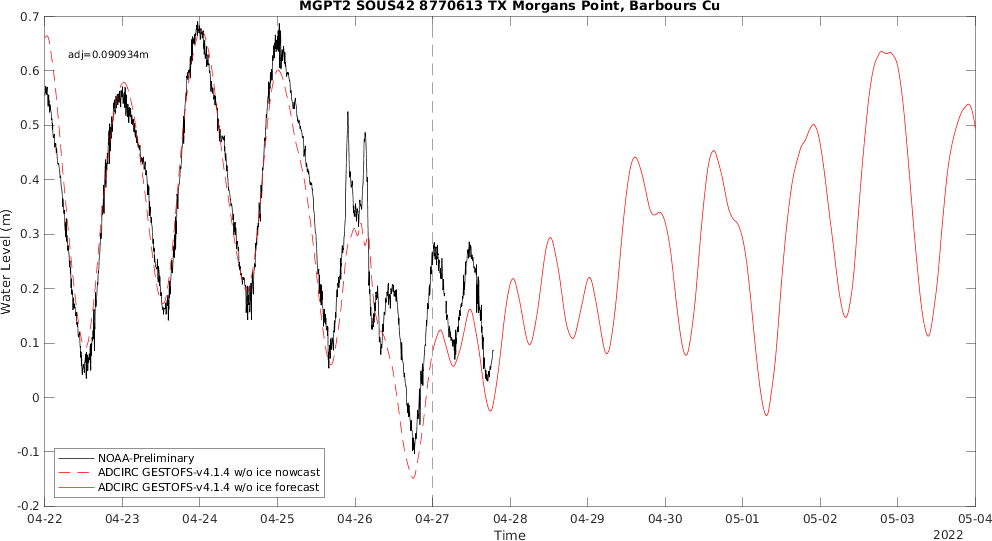 MGPT2 SOUS42 8770613 TX Morgans Point, Barbours Cu
adj=0.090934m
Water Level (m)
0.7
0.6
0.5
0.4
0.3
0.2
0.1
0
-0.1
-0.2
NOAA-Preliminary
ADCIRC GESTOFS-v4.1.4 w/o ice nowcast
ADCIRC GESTOFS-v4.1.4 w/o ice forecast
04-22 04-23 04-24 04-25 04-26 04-27 04-28 04-29 04-30 05-01 05-02 05-03 05-04
Time
2022